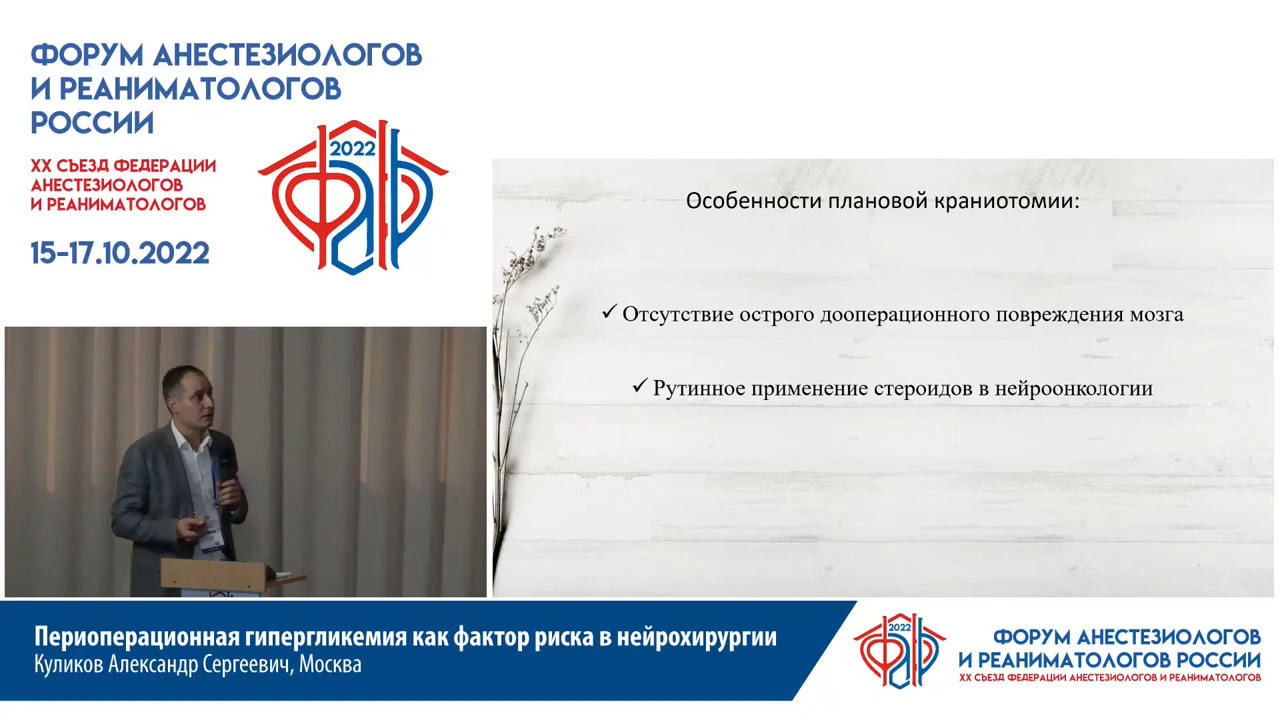 ФОРУМ АНЕСТЕЗИОЛОГОВ
И РЕАНИМАТОЛОГОВ
РОССИИ
XX СЪЕЗД ФЕДЕРАЦИИ
АНЕСТЕЗИОЛОГОВ
И РЕАНИМАТОЛОГОВ
15-17.10.2022
2022
ФАР
Особенности плановой краниотомии:
✓ Отсутствие острого дооперационного повреждения мозга
✓ Рутинное применение стероидов в нейроонкологии
Периоперационная гипергликемия как фактор риска в нейрохирургии
Куликов Александр Сергеевич, Москва
2022
ФАР
ФОРУМ АНЕСТЕЗИОЛОГОВ
И РЕАНИМАТОЛОГОВ РОССИИ
XX СЪЕЗД ФЕДЕРАЦИИ АНЕСТЕЗИОЛОГОВ И РЕАНИМАТОЛОГОВ